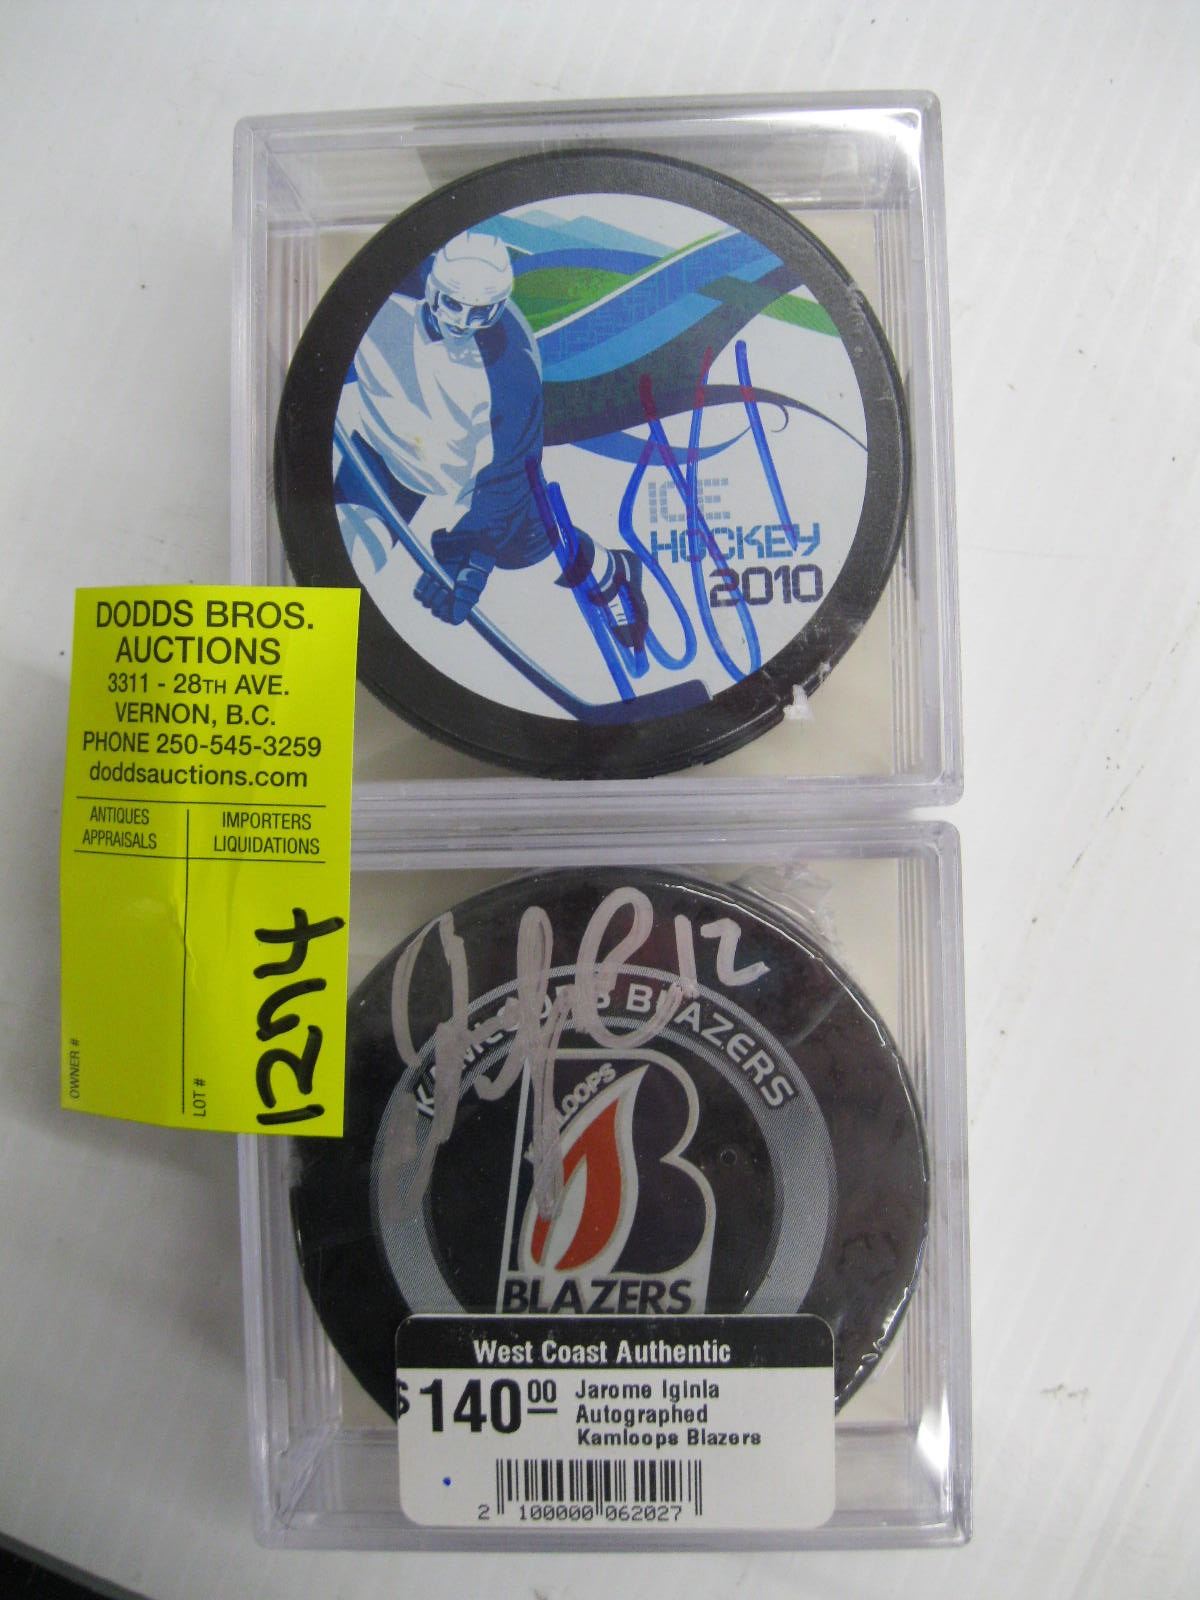 ICE
HOCKEY
2010
DODDS BROS.
AUCTIONS
3311 - 28TH AVE.
VERNON, B.C.
PHONE 250-545-3259
doddsauctions.com
ANTIQUES
APPRAISALS
IMPORTERS
LIQUIDATIONS
OWNER #
LOT #
1274
12
KAMLOOPS BLAZERS
KAMLOOPS
B
BLAZERS
West Coast Authentic
$140.00
Jarome Iginla
Autographed
Kamloops Blazers
2 100000 062027